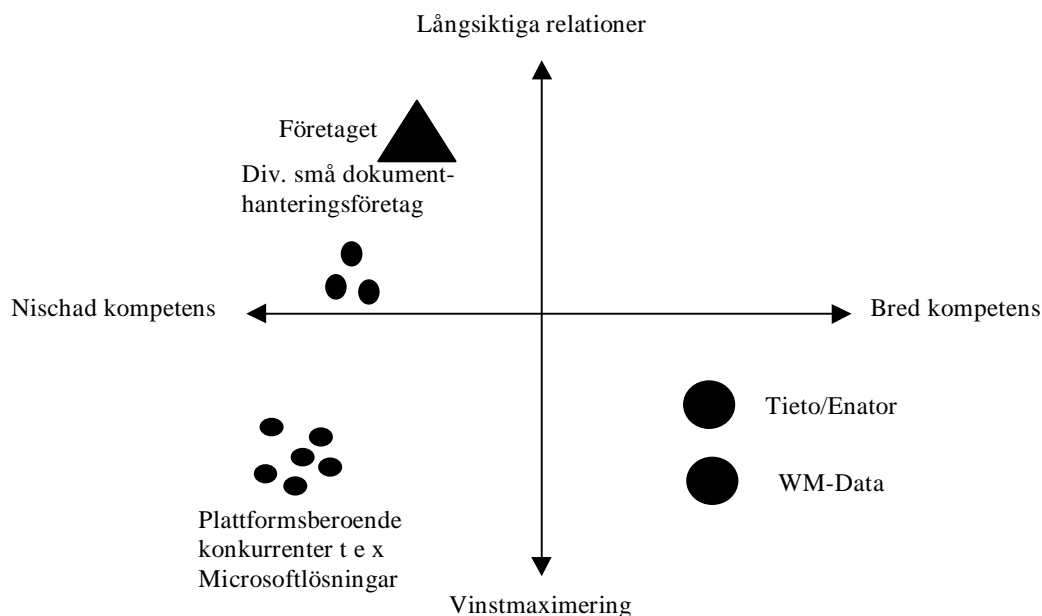 Långsiktiga relationer
Företaget
Div. små dokument-
hanteringsföretag
Nischad kompetens
Bred kompetens
Tieto/Enator
WM-Data
Plattformsberoende
konkurrenter t e x
Microsoftlösningar
Vinstmaximering